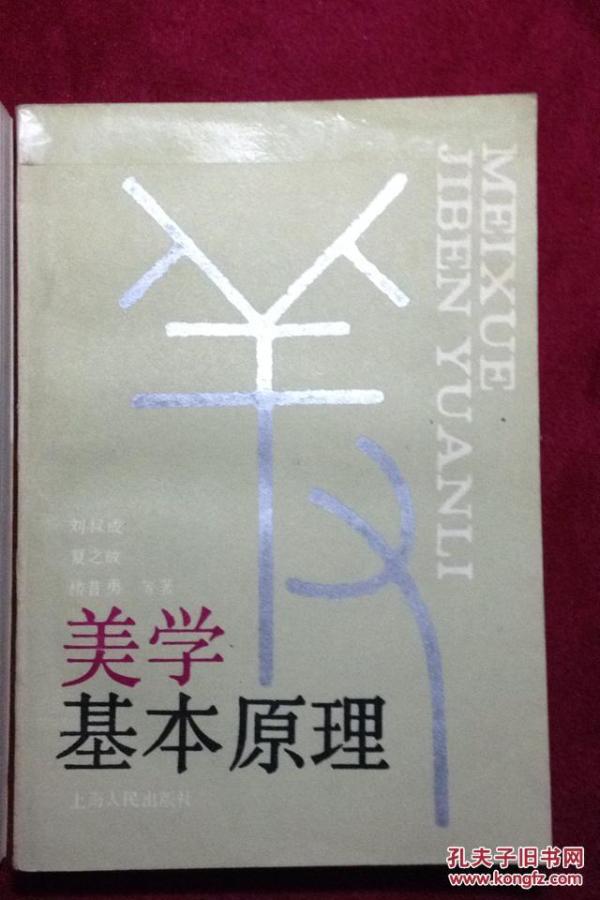 MEIXUE
JIBEN YUANLI
刘叔成
夏之放
楼昔勇 等著
美学
基本原理
上海人民出版社
孔夫子旧书网
www.kongfz.com